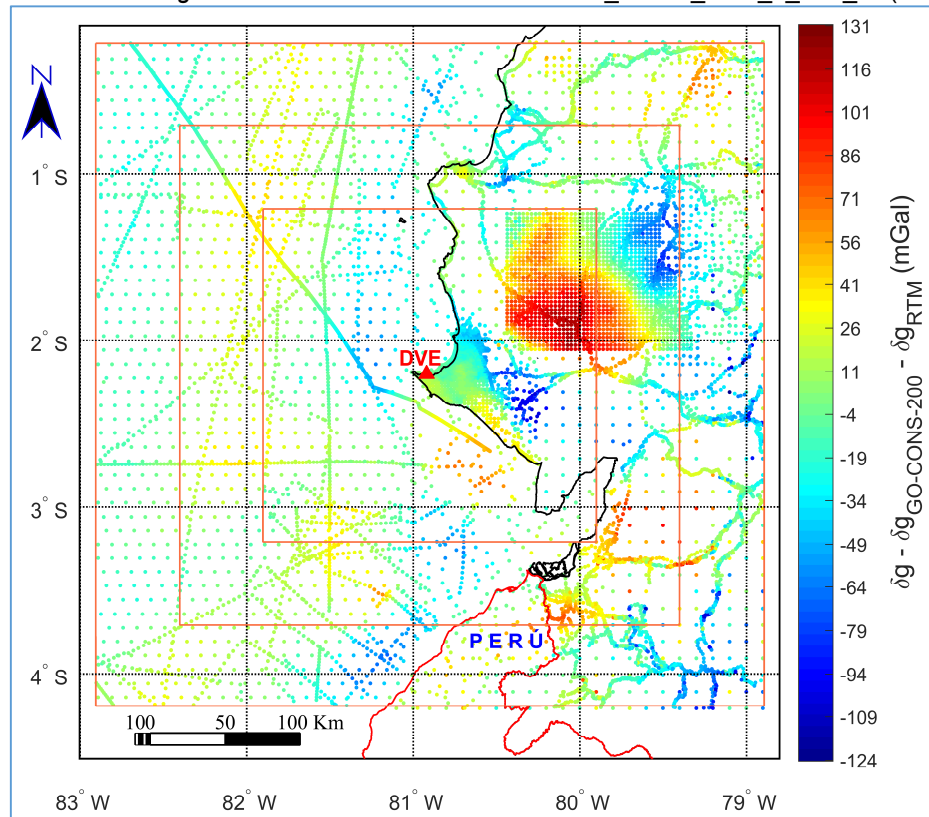 N
1° S
2° S
3° S
4° S
DVE
P E R U
100 50 100 Km
83° W 82° W 81° W 80° W 79° W
131
116
101
86
71
56
41
26
11
-4
-19
-34
-49
-64
-79
-94
-109
-124
δg - δgGO-CONS-200 - δgRTM (mGal)